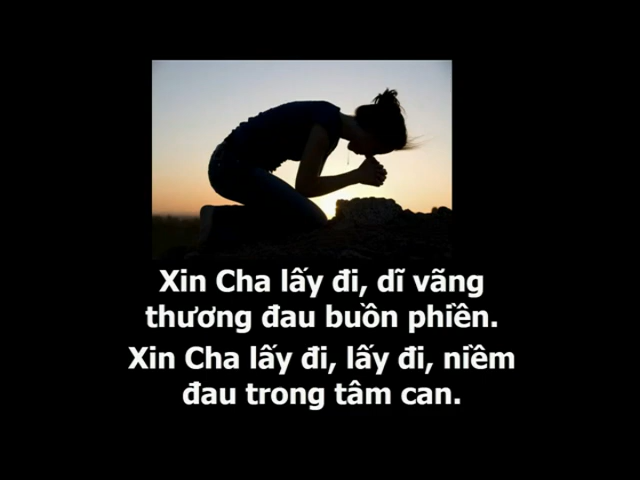 Xin Cha lấy đi, dĩ vãng
thương đau buồn phiền.
Xin Cha lấy đi, lấy đi, niềm
đau trong tâm can.